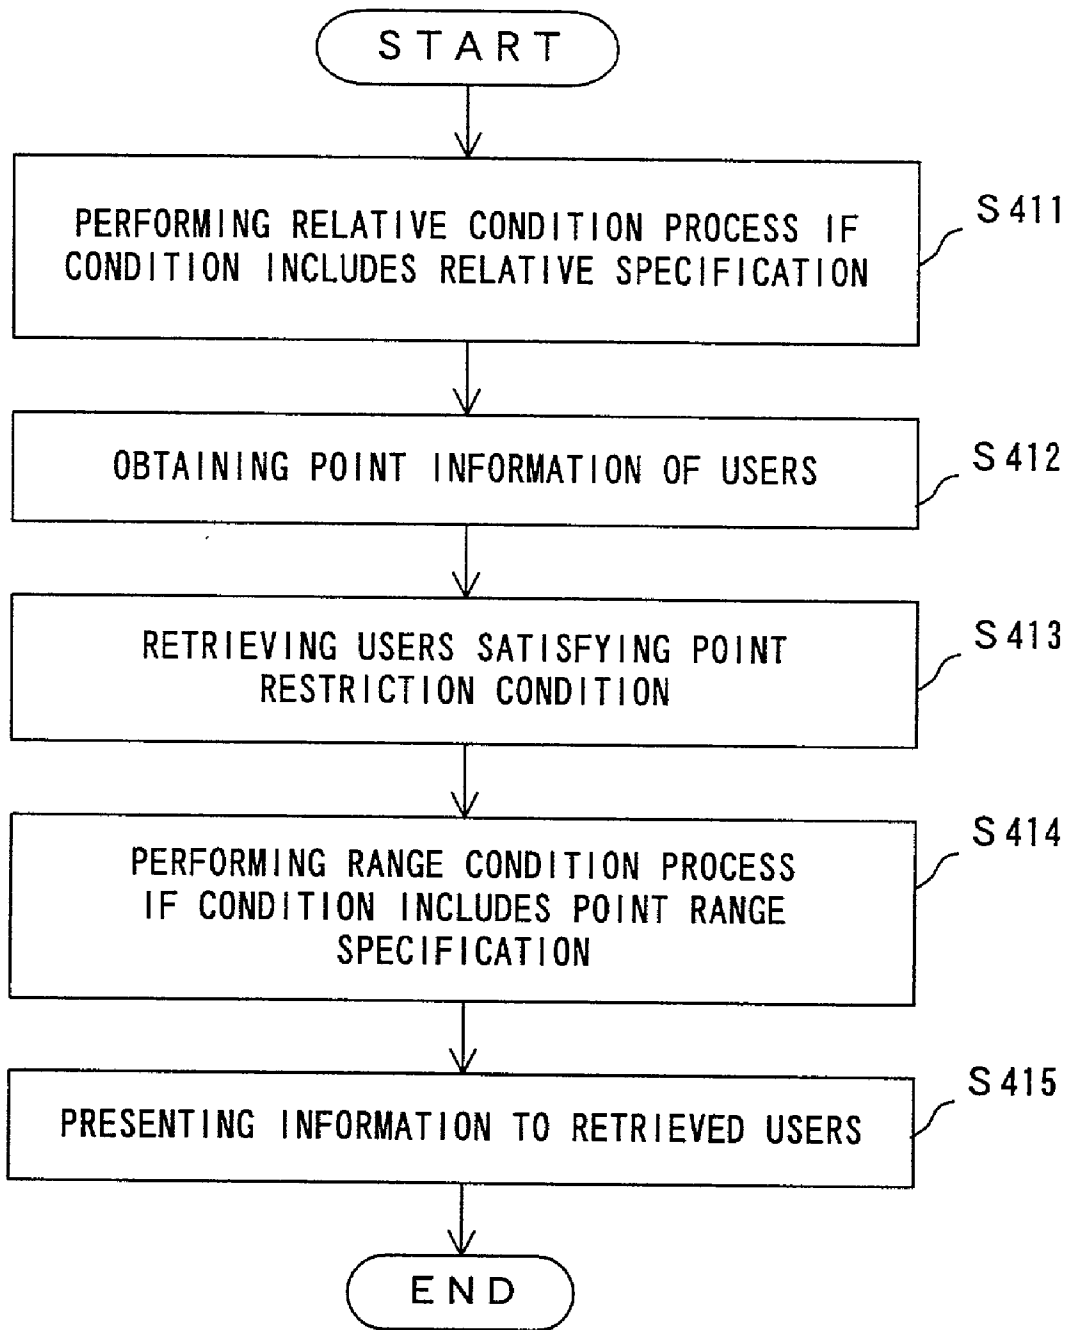 START
PERFORMING RELATIVE CONDITION PROCESS IF
CONDITION INCLUDES RELATIVE SPECIFICATION
S411
OBTAINING POINT INFORMATION OF USERS
S412
RETRIEVING USERS SATISFYING POINT
RESTRICTION CONDITION
S413
PERFORMING RANGE CONDITION PROCESS
IF CONDITION INCLUDES POINT RANGE
SPECIFICATION
S414
PRESENTING INFORMATION TO RETRIEVED USERS
S415
END